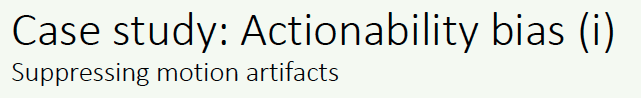 Case study: Actionability bias (i)
Suppressing motion artifacts